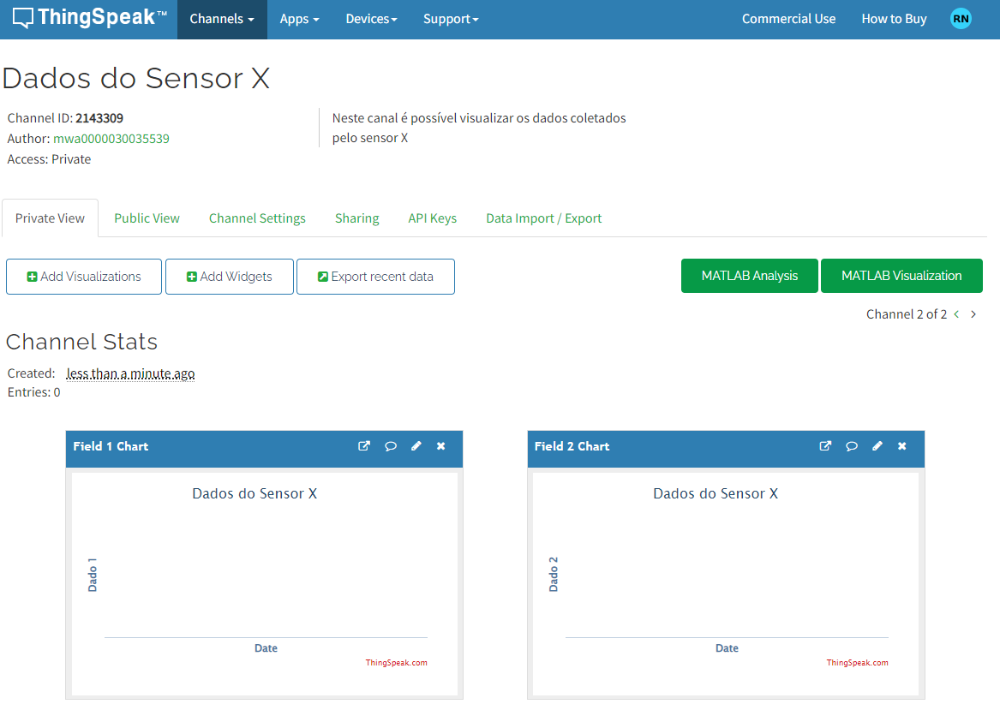 ThingSpeak™ Channels Apps Devices Support Commercial Use How to Buy RN
Dados do Sensor X
Channel ID: 2143309
Author: mwa0000030035539
Access: Private
Neste canal é possível visualizar os dados coletados
pelo sensor X
Private View Public View Channel Settings Sharing API Keys Data Import / Export
Add Visualizations Add Widgets Export recent data MATLAB Analysis MATLAB Visualization
Channel 2 of 2 < >
Channel Stats
Created: less than a minute ago
Entries: 0
Field 1 Chart
Dados do Sensor X
Dado 1
Date
ThingSpeak.com
Field 2 Chart
Dados do Sensor X
Dado 2
Date
ThingSpeak.com